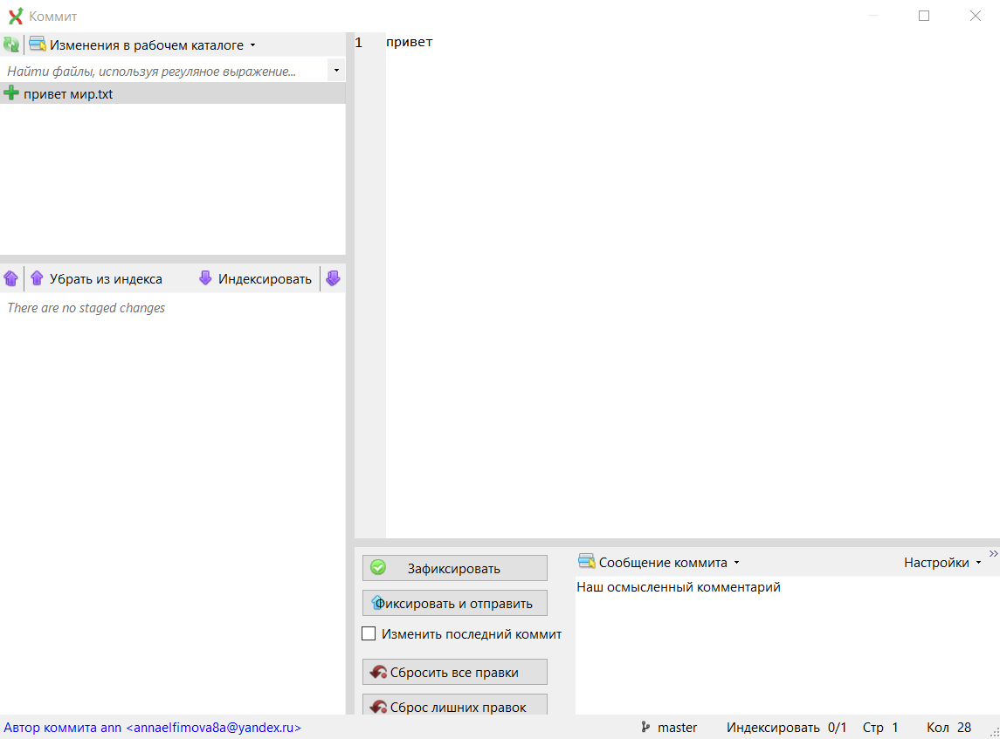 Коммит
Изменения в рабочем каталоге
Найти файлы, используя регуляное выражение...
привет мир.txt
Убрать из индекса Индексировать
There are no staged changes
1 привет
Зафиксировать
Фиксировать и отправить
Изменить последний коммит
Сбросить все правки
Сброс лишних правок
Сообщение коммита Настройки
Наш осмысленный комментарий
Автор коммита ann <annaelfimova8a@yandex.ru> master Индексировать 0/1 Стр 1 Кол 28